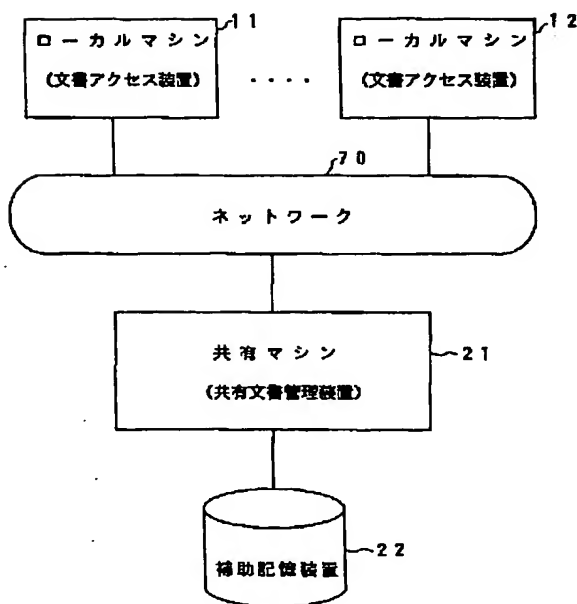 11
12
ローカルマシン
(文書アクセス装置)
・・・・
ローカルマシン
(文書アクセス装置)
70
ネットワーク
共有マシン
(共有文書管理装置)
21
補助記憶装置
22